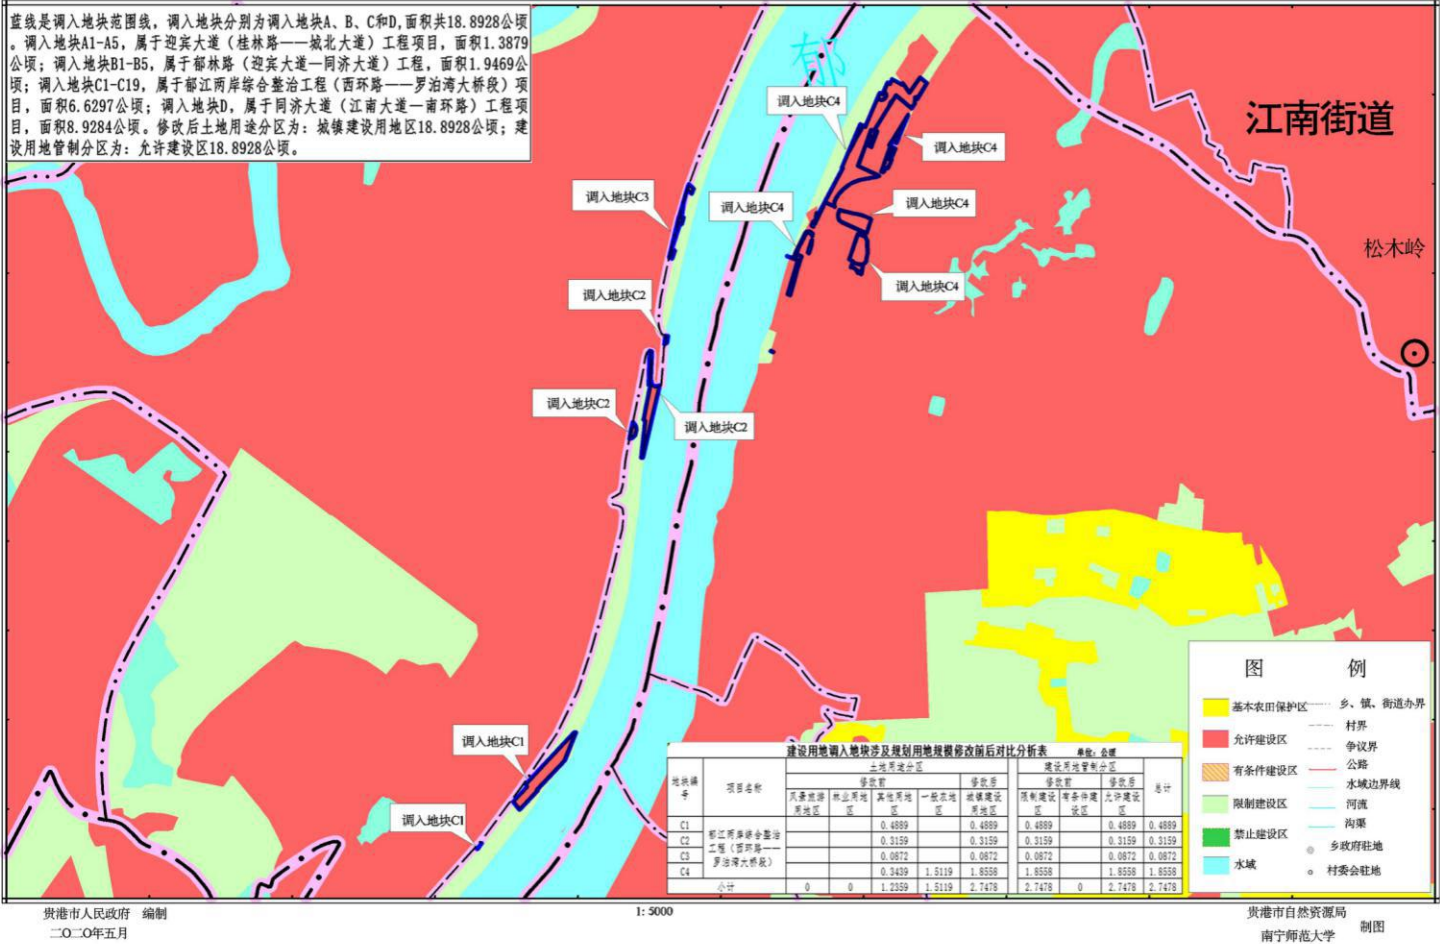 蓝线是调入地块范围线，调入地块分别为调入地块A、B、C和D,面积共18.8928公顷
。调入地块A1-A5，属于迎宾大道（桂林路——城北大道）工程项目，面积1.3879
公顷；调入地块B1-B5，属于郁林路（迎宾大道—同济大道）工程，面积1.9469公
顷；调入地块C1-C19，属于郁江两岸综合整治工程（西环路——罗泊湾大桥段）项
目，面积6.6297公顷；调入地块D，属于同济大道（江南大道—南环路）工程项
目，面积8.9284公顷。修改后土地用途分区为：城镇建设用地区18.8928公顷；建
设用地管制分区为：允许建设区18.8928公顷。
郁
江南街道
松木岭
调入地块C4
调入地块C4
调入地块C3
调入地块C4
调入地块C4
调入地块C4
调入地块C2
调入地块C2
调入地块C2
调入地块C1
调入地块C1
图 例
基本农田保护区
允许建设区
有条件建设区
限制建设区
禁止建设区
水域
乡、镇、街道办界
村界
争议界
公路
水域边界线
河流
沟渠
乡政府驻地
村委会驻地
建设用地调入地块涉及规划用地规模修改前后对比分析表 单位：公顷
地块编号 项目名称 土地用途分区 建设用地管制分区 总计
修改前 修改后 修改前 修改后
风景旅游用地区 林业用地区 其他用地区 一般农地区 城镇建设用地区 限制建设区 有条件建设区 允许建设区
郁江两岸综合整治工程（西环路——罗泊湾大桥段）
C1 0.4889 0.4889 0.4889 0.4889 0.4889
C2 0.3159 0.3159 0.3159 0.3159 0.3159
C3 0.0872 0.0872 0.0872 0.0872 0.0872
C4 0.3439 1.5119 1.8558 1.8558 1.8558 1.8558
小计 0 0 1.2359 1.5119 2.7478 2.7478 0 2.7478 2.7478
贵港市人民政府 编制
二〇二〇年五月
1:5000
贵港市自然资源局
南宁师范大学
制图